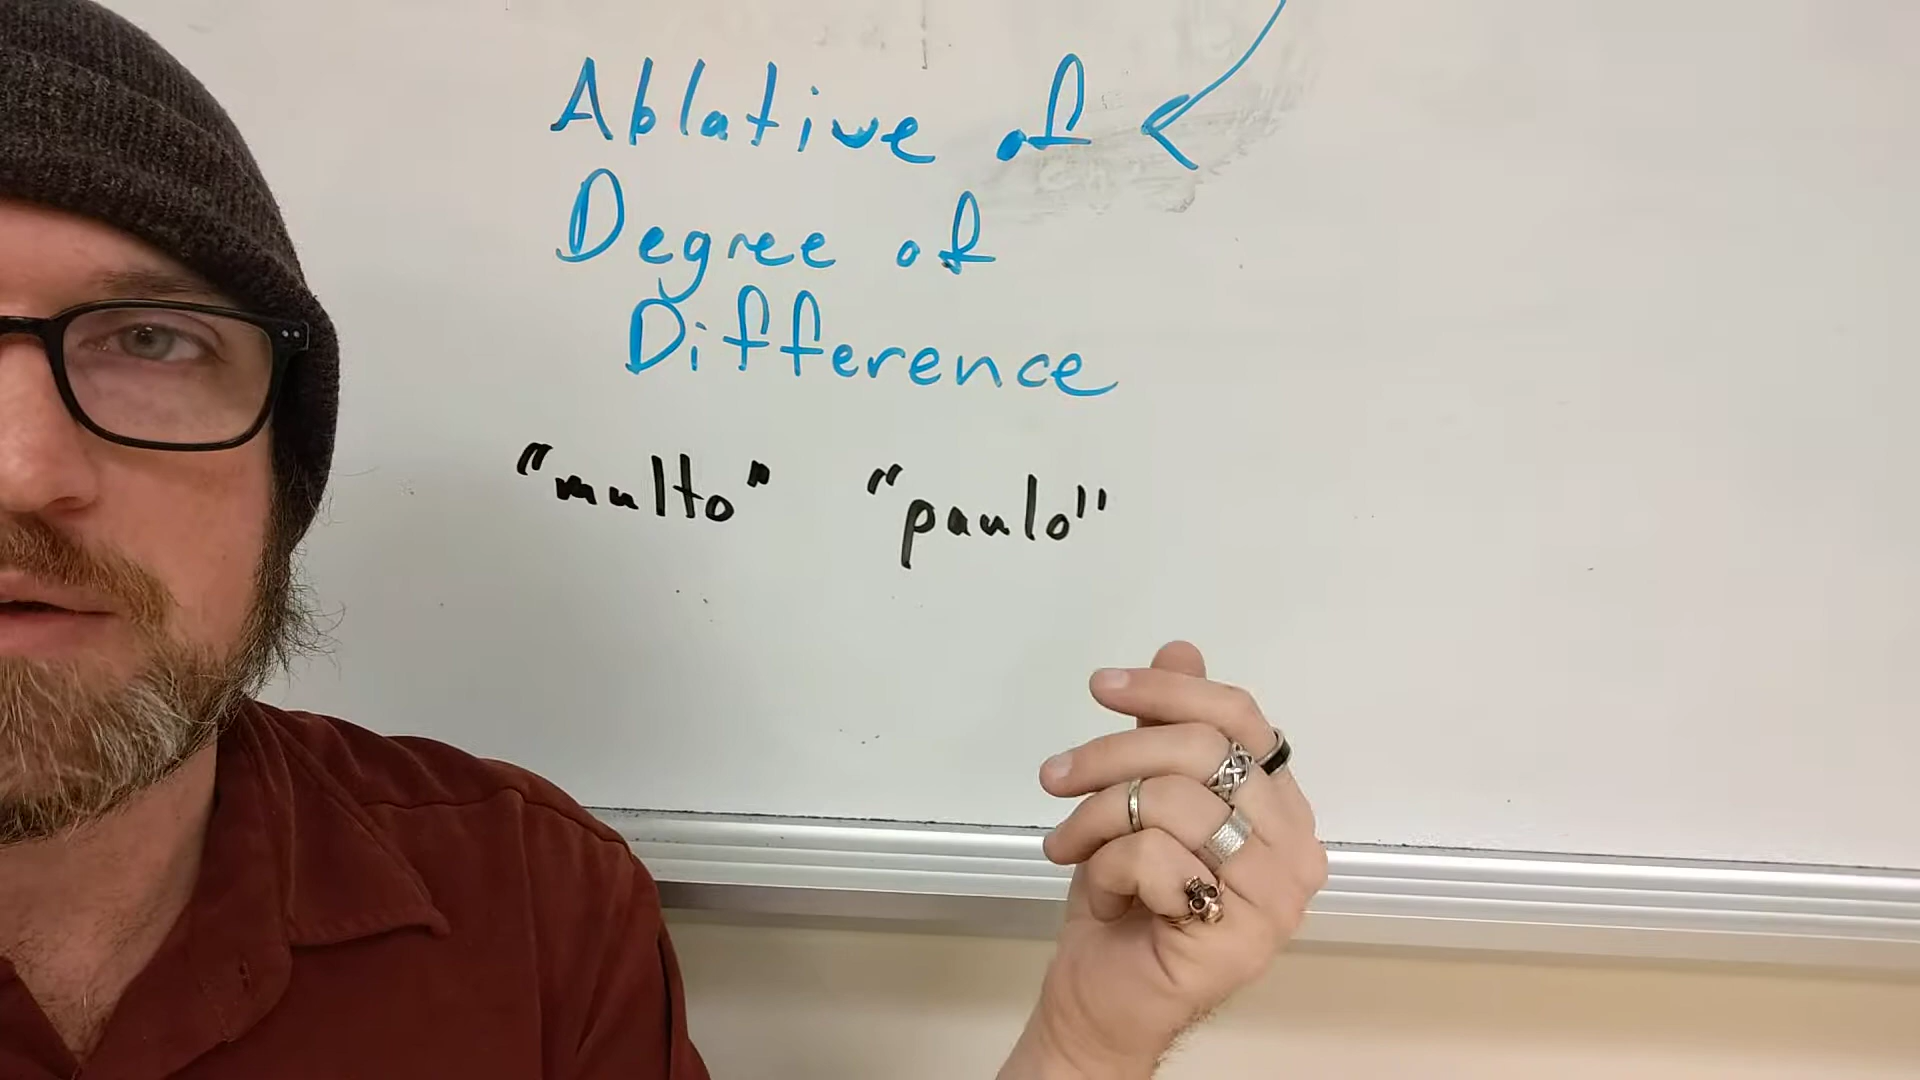 Ablative of
Degree of
Difference
"multo" "paulo"